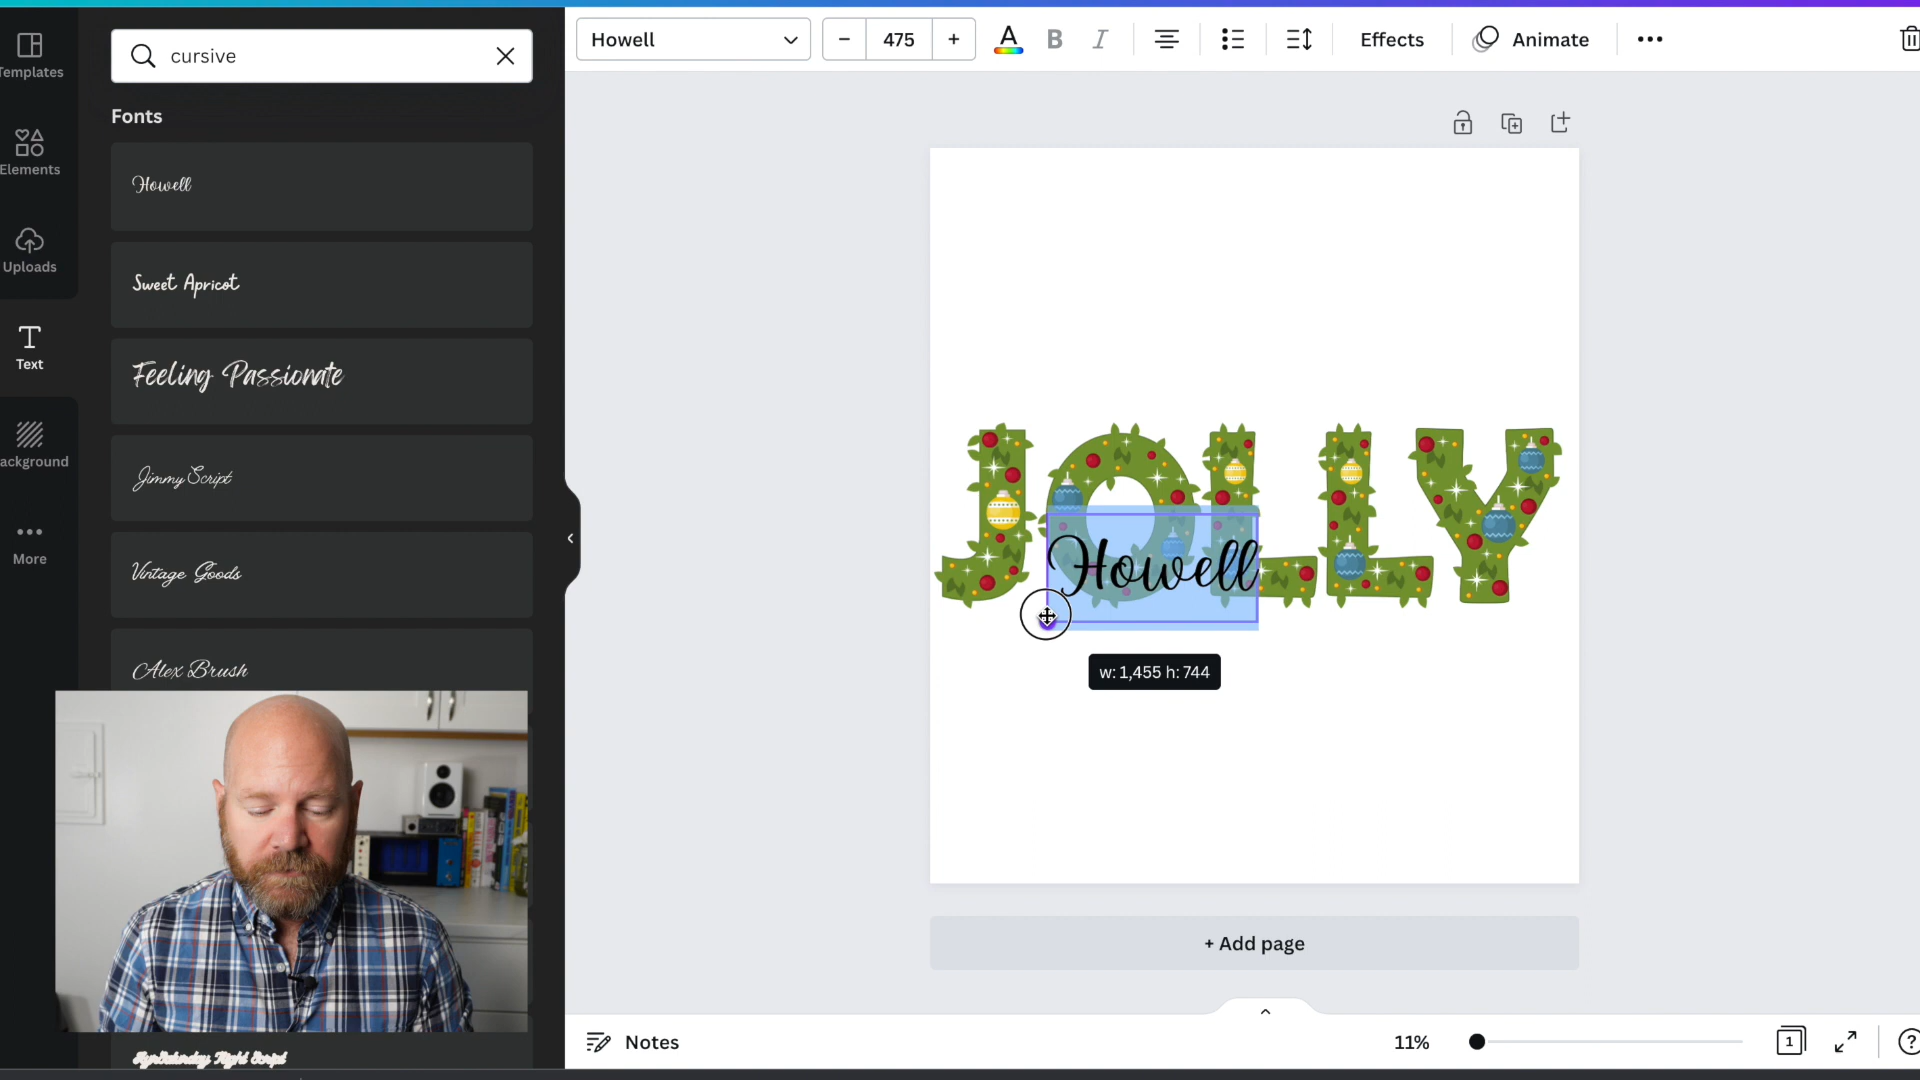 Templates
Elements
Uploads
Text
ackground
More
cursive
Fonts
Howell
Sweet Apricot
Feeling Passionate
Jimmy Script
Vintage Goods
Alex Brush
Howell
475
A
B
I
Effects
Animate
JOLLY
Howell
w: 1,455 h: 744
+ Add page
Notes
11%
1
?